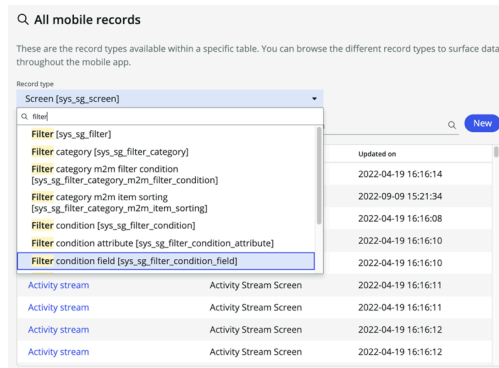 All mobile records
These are the record types available within a specific table. You can browse the different record types to surface data
throughout the mobile app.
Record type
Screen [sys_sg_screen]
filter
New
Filter [sys_sg_filter]
Filter category [sys_sg_filter_category]
Filter category m2m filter condition
[sys_sg_filter_category_m2m_filter_condition]
Filter category m2m item sorting
[sys_sg_filter_category_m2m_item_sorting]
Filter condition [sys_sg_filter_condition]
Filter condition attribute [sys_sg_filter_condition_attribute]
Filter condition field [sys_sg_filter_condition_field]
Updated on
2022-04-19 16:16:14
2022-09-09 15:21:34
2022-04-19 16:16:08
2022-04-19 16:16:10
2022-04-19 16:16:10
Activity stream Activity Stream Screen 2022-04-19 16:16:11
Activity stream Activity Stream Screen 2022-04-19 16:16:11
Activity stream Activity Stream Screen 2022-04-19 16:16:12
Activity stream Activity Stream Screen 2022-04-19 16:16:12